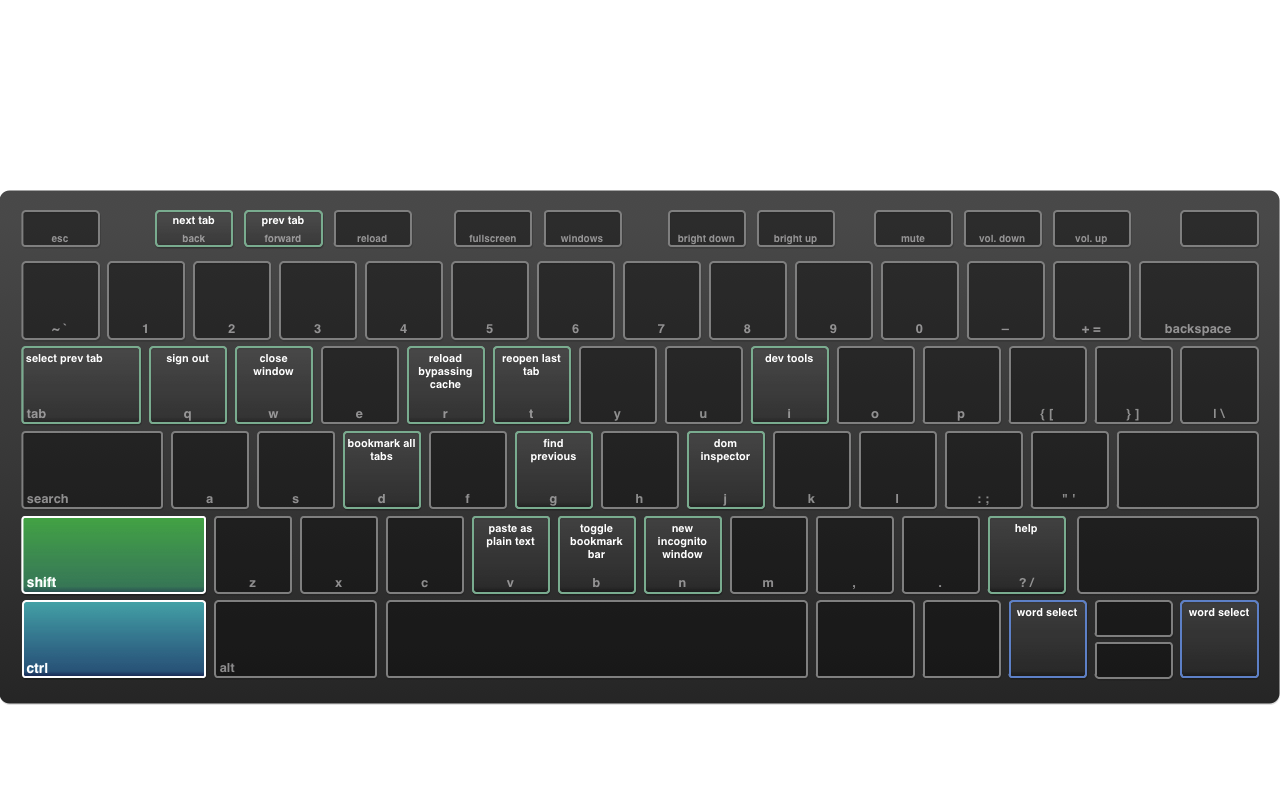 next tab
prev tab
esc
back
forward
reload
fullscreen
windows
bright down
bright up
mute
vol. down
vol. up
~ `
1
2
3
4
5
6
7
8
9
0
–
+ =
backspace
select prev tab
sign out
close
window
reload
bypassing
cache
reopen last
tab
dev tools
tab
q
w
e
r
t
y
u
i
o
p
{ [
} ]
| \
bookmark all
tabs
find
previous
dom
inspector
search
a
s
d
f
g
h
j
k
l
: ;
" '
paste as
plain text
toggle
bookmark
bar
new
incognito
window
help
shift
z
x
c
v
b
n
m
,
.
? /
word select
word select
ctrl
alt